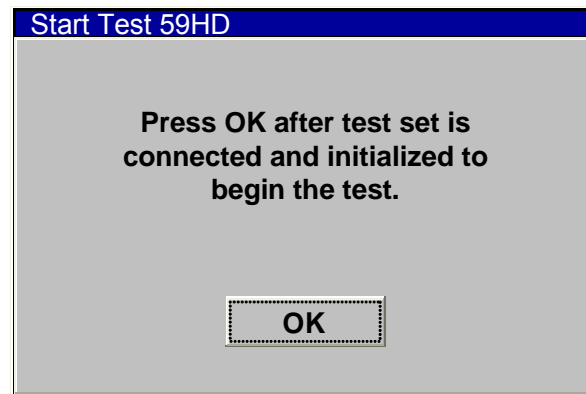 Start Test 59HD
Press OK after test set is
connected and initialized to
begin the test.
OK